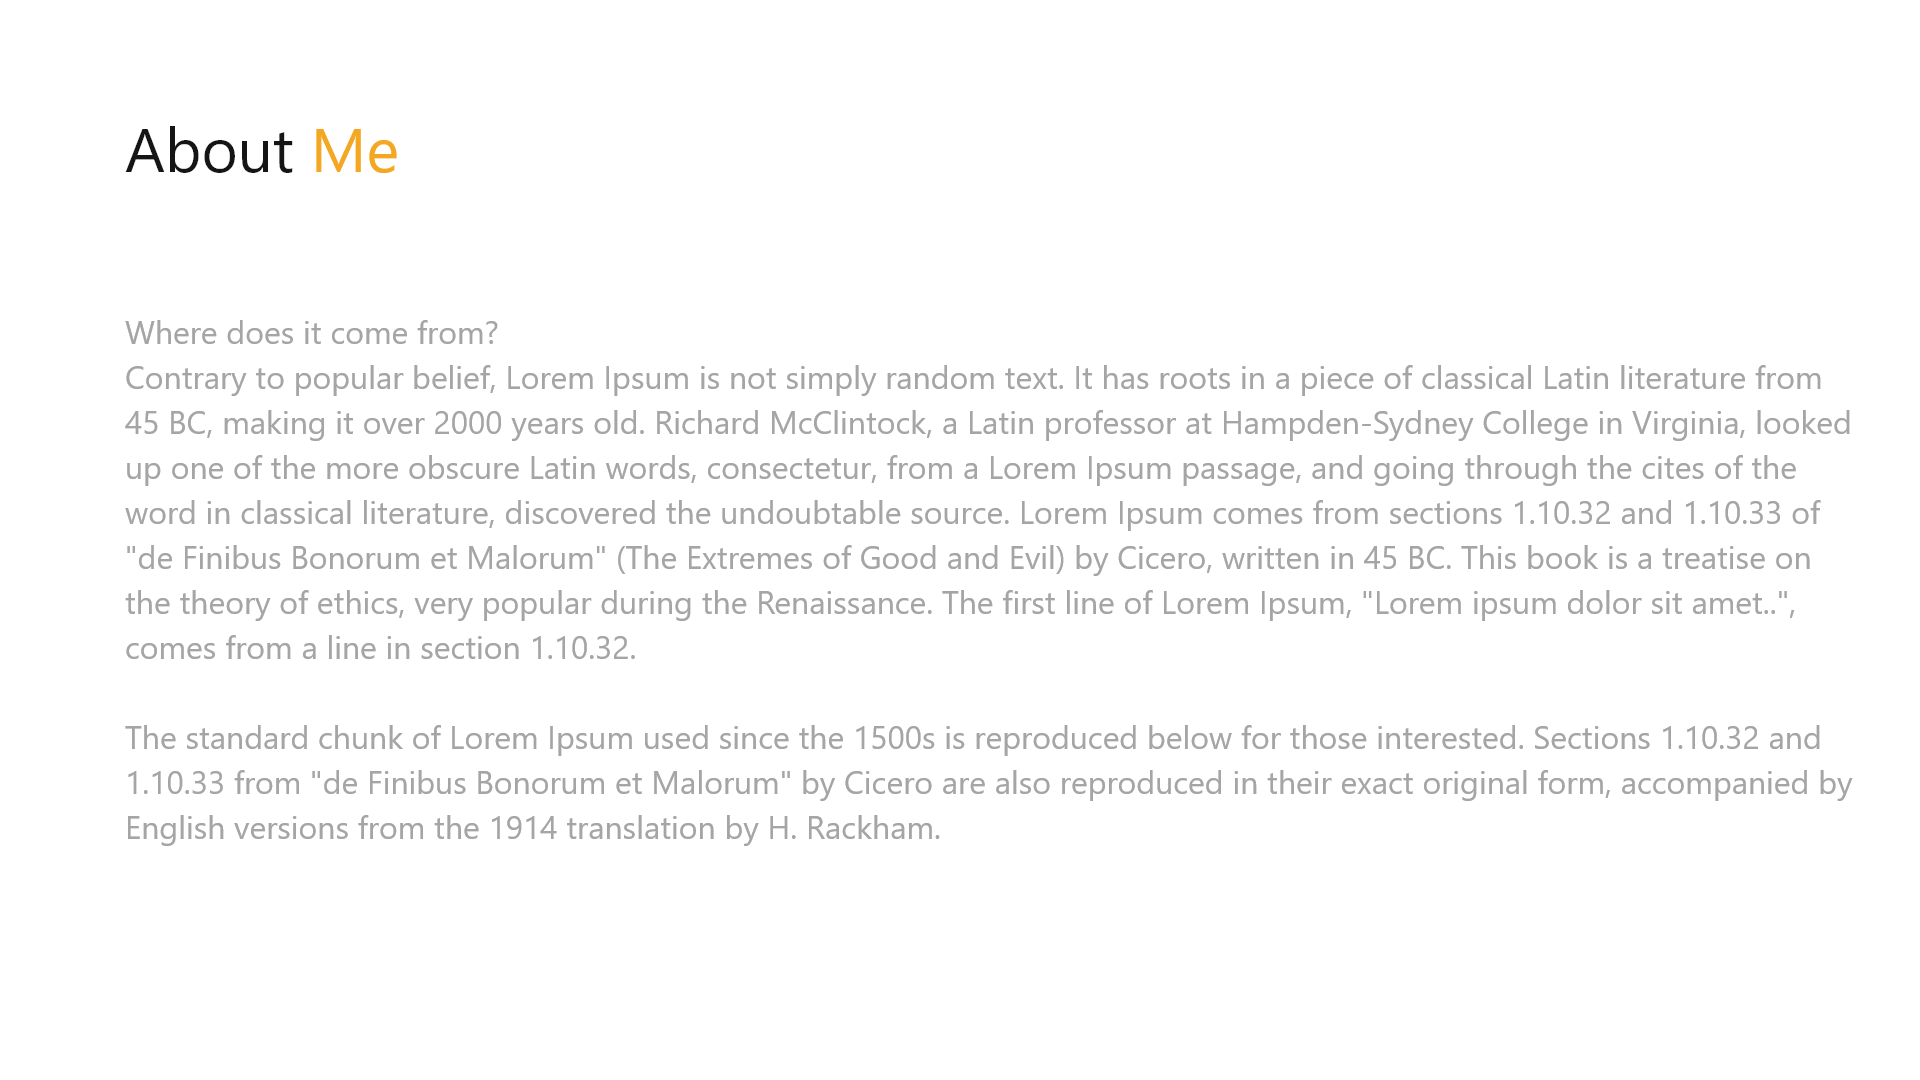 About Me
Where does it come from?
Contrary to popular belief, Lorem Ipsum is not simply random text. It has roots in a piece of classical Latin literature from
45 BC, making it over 2000 years old. Richard McClintock, a Latin professor at Hampden-Sydney College in Virginia, looked
up one of the more obscure Latin words, consectetur, from a Lorem Ipsum passage, and going through the cites of the
word in classical literature, discovered the undoubtable source. Lorem Ipsum comes from sections 1.10.32 and 1.10.33 of
"de Finibus Bonorum et Malorum" (The Extremes of Good and Evil) by Cicero, written in 45 BC. This book is a treatise on
the theory of ethics, very popular during the Renaissance. The first line of Lorem Ipsum, "Lorem ipsum dolor sit amet..",
comes from a line in section 1.10.32.
The standard chunk of Lorem Ipsum used since the 1500s is reproduced below for those interested. Sections 1.10.32 and
1.10.33 from "de Finibus Bonorum et Malorum" by Cicero are also reproduced in their exact original form, accompanied by
English versions from the 1914 translation by H. Rackham.